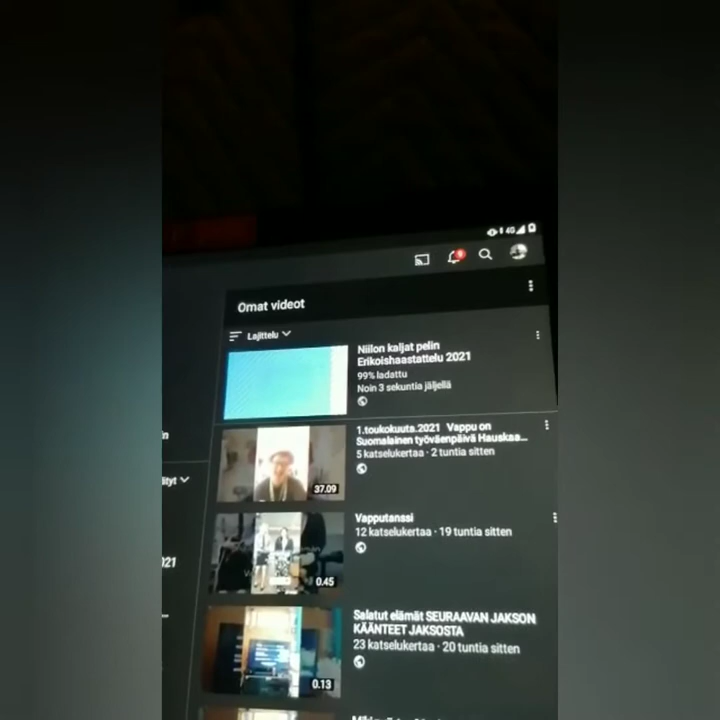 4G
Omat videot
Lajittelu
Niilon kaljat pelin
Erikoishaastattelu 2021
99% ladattu
Noin 3 sekuntia jäljellä
1.toukokuuta.2021 Vappu on
Suomalainen työväenpäivä Hauskaa...
5 katselukertaa · 2 tuntia sitten
37.09
Vapputanssi
12 katselukertaa · 19 tuntia sitten
0.45
Salatut elämät SEURAAVAN JAKSON
KÄÄNTEET JAKSOSTA
23 katselukertaa · 20 tuntia sitten
0.13